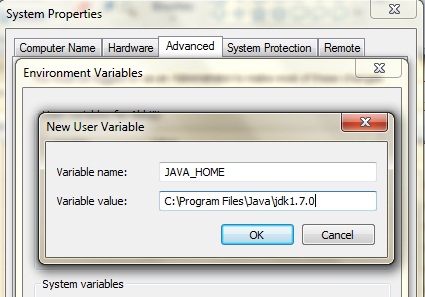 System Properties
Computer Name Hardware Advanced System Protection Remote
Environment Variables
New User Variable
Variable name: JAVA_HOME
Variable value: C:\Program Files\Java\jdk1.7.0
OK Cancel
System variables